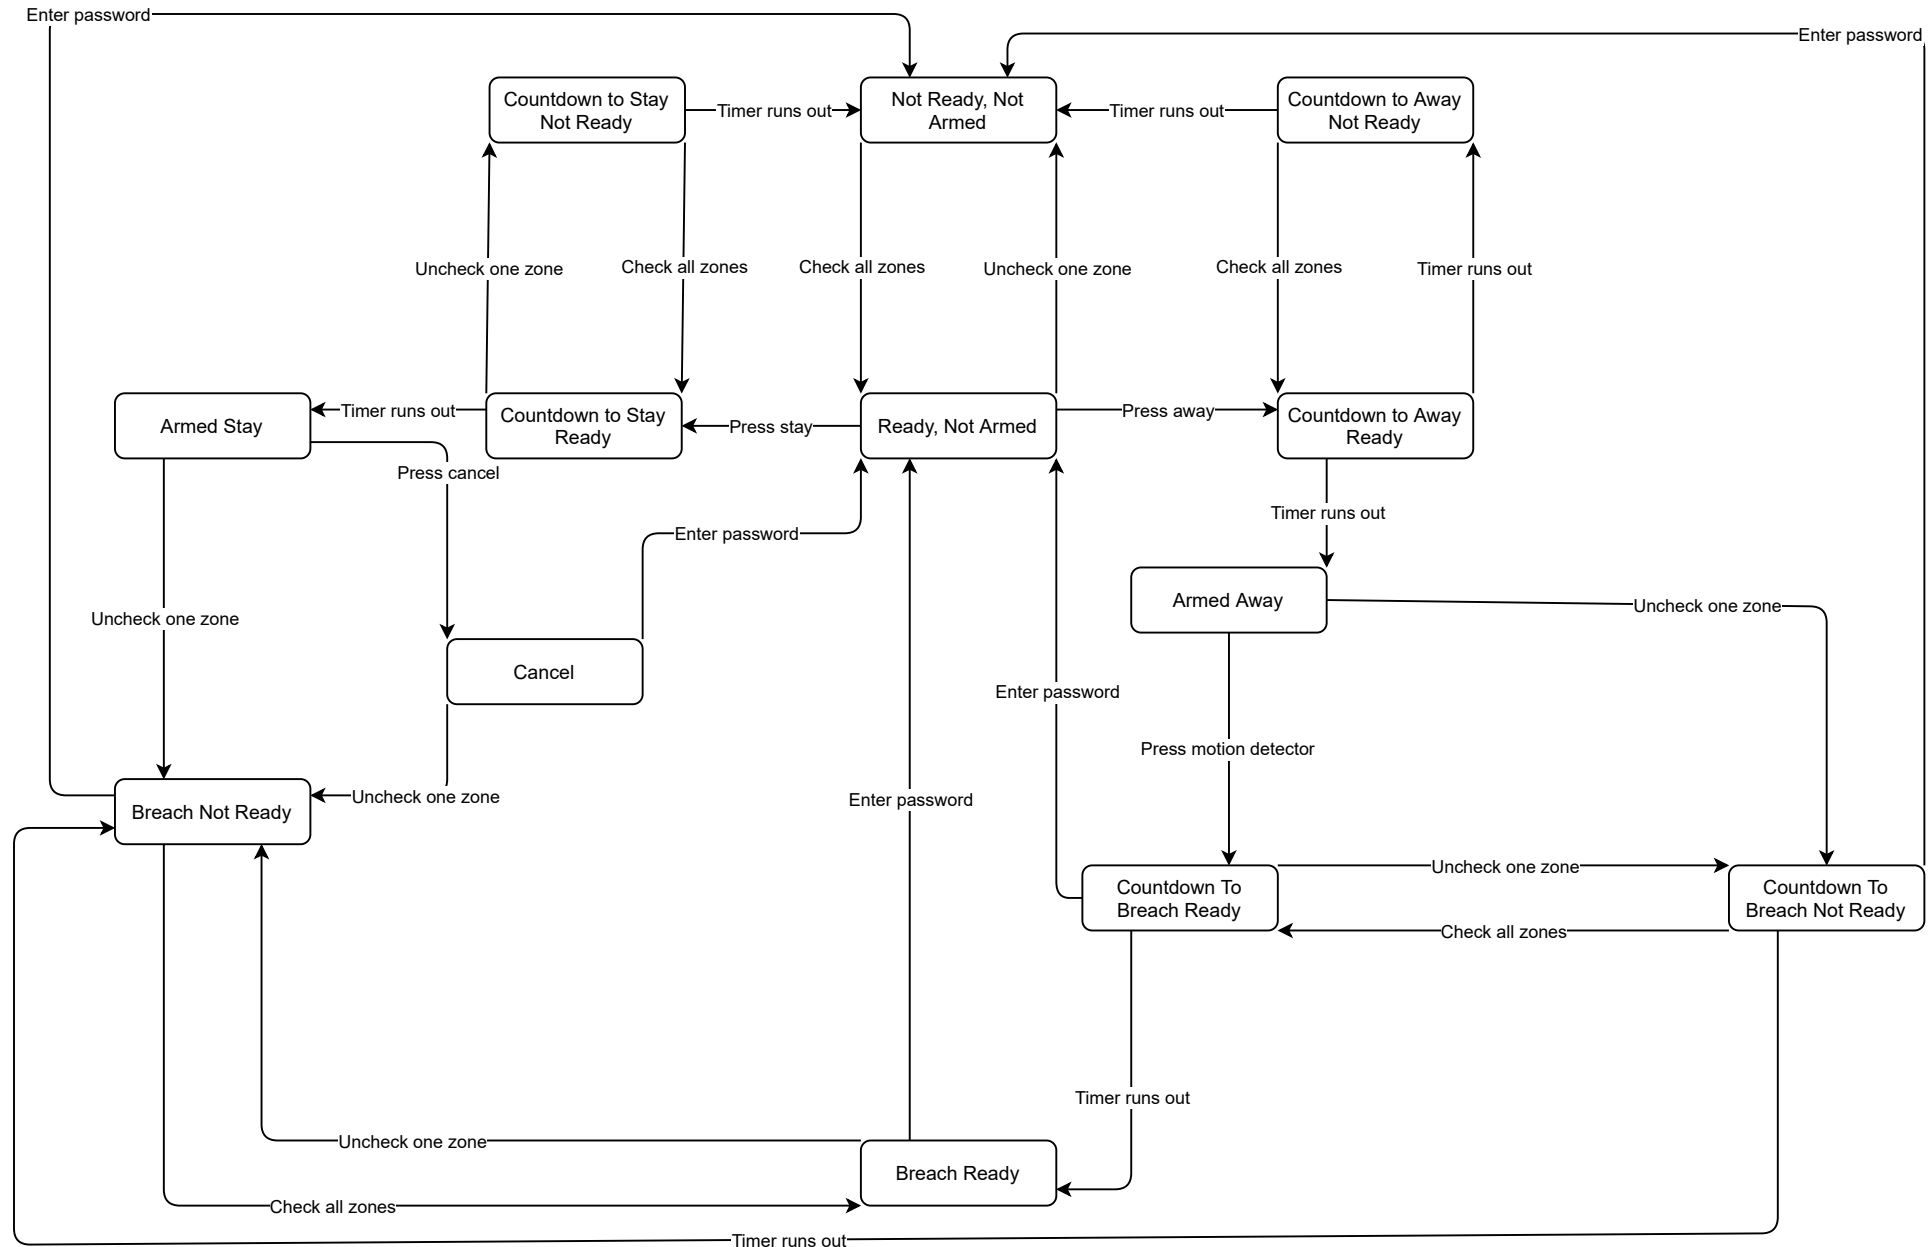 Enter password
Enter password
Countdown to Stay
Not Ready
Timer runs out
Not Ready, Not
Armed
Timer runs out
Countdown to Away
Not Ready
Uncheck one zone
Check all zones
Check all zones
Uncheck one zone
Check all zones
Timer runs out
Armed Stay
Timer runs out
Countdown to Stay
Ready
Press stay
Ready, Not Armed
Press away
Countdown to Away
Ready
Press cancel
Timer runs out
Enter password
Armed Away
Uncheck one zone
Uncheck one zone
Cancel
Enter password
Press motion detector
Breach Not Ready
Uncheck one zone
Enter password
Countdown To
Breach Ready
Uncheck one zone
Check all zones
Countdown To
Breach Not Ready
Timer runs out
Uncheck one zone
Breach Ready
Check all zones
Timer runs out